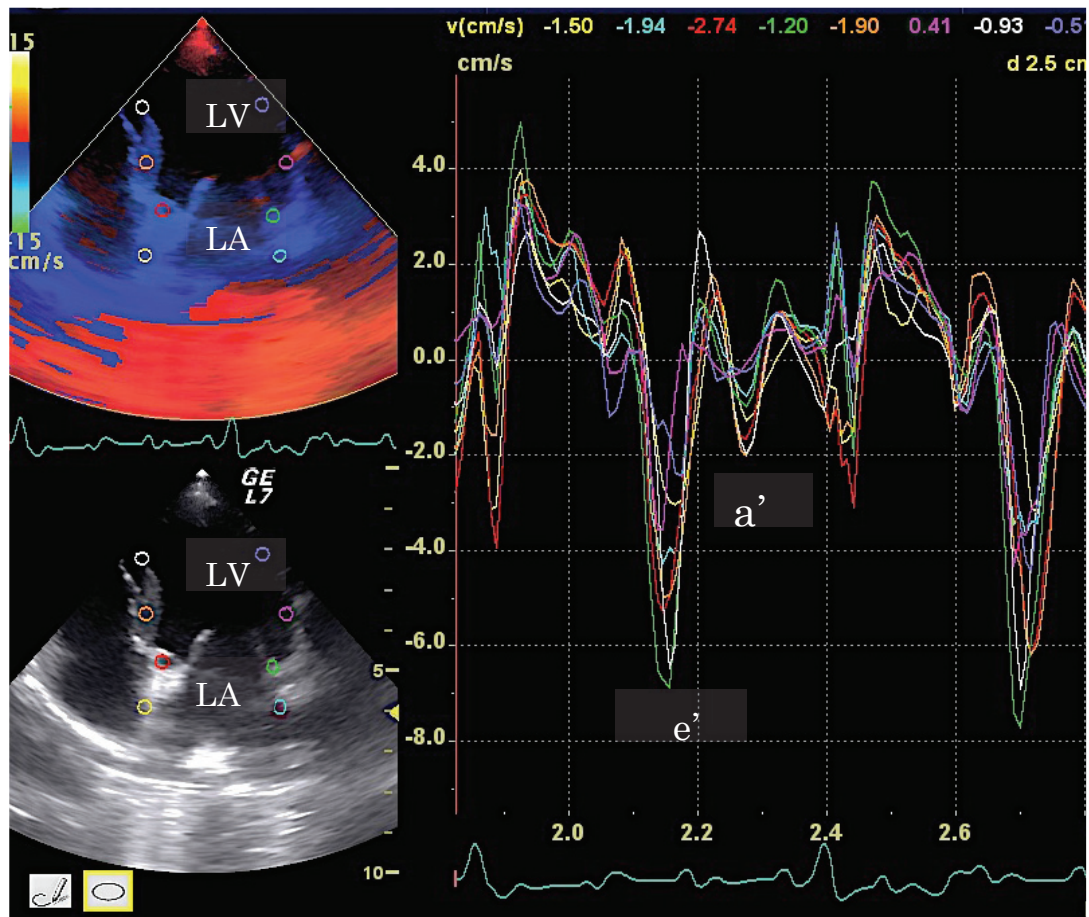 15
v(cm/s) -1.50 -1.94 -2.74 -1.20 -1.90 0.41 -0.93 -0.51
cm/s
d 2.5 cm
LV
LA
-15
cm/s
GE
L7
LV
LA
5
10
4.0
2.0
0.0
-2.0
-4.0
-6.0
-8.0
a’
e’
2.0 2.2 2.4 2.6